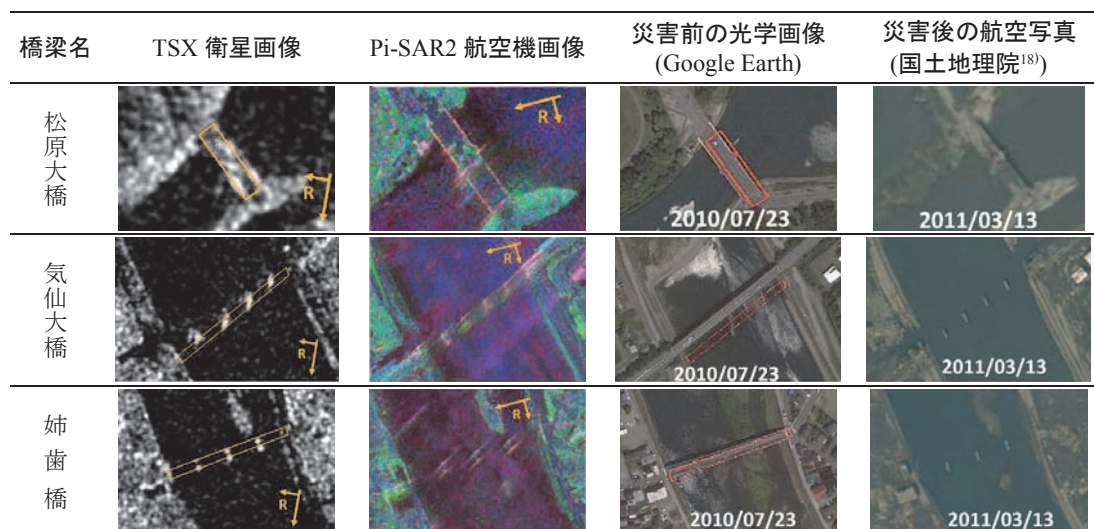 橋梁名 TSX 衛星画像 Pi-SAR2 航空機画像 災害前の光学画像 (Google Earth) 災害後の航空写真 (国土地理院18))
松原大橋
R
R
2010/07/23
2011/03/13
気仙大橋
R
R
2010/07/23
2011/03/13
姉歯橋
R
R
2010/07/23
2011/03/13